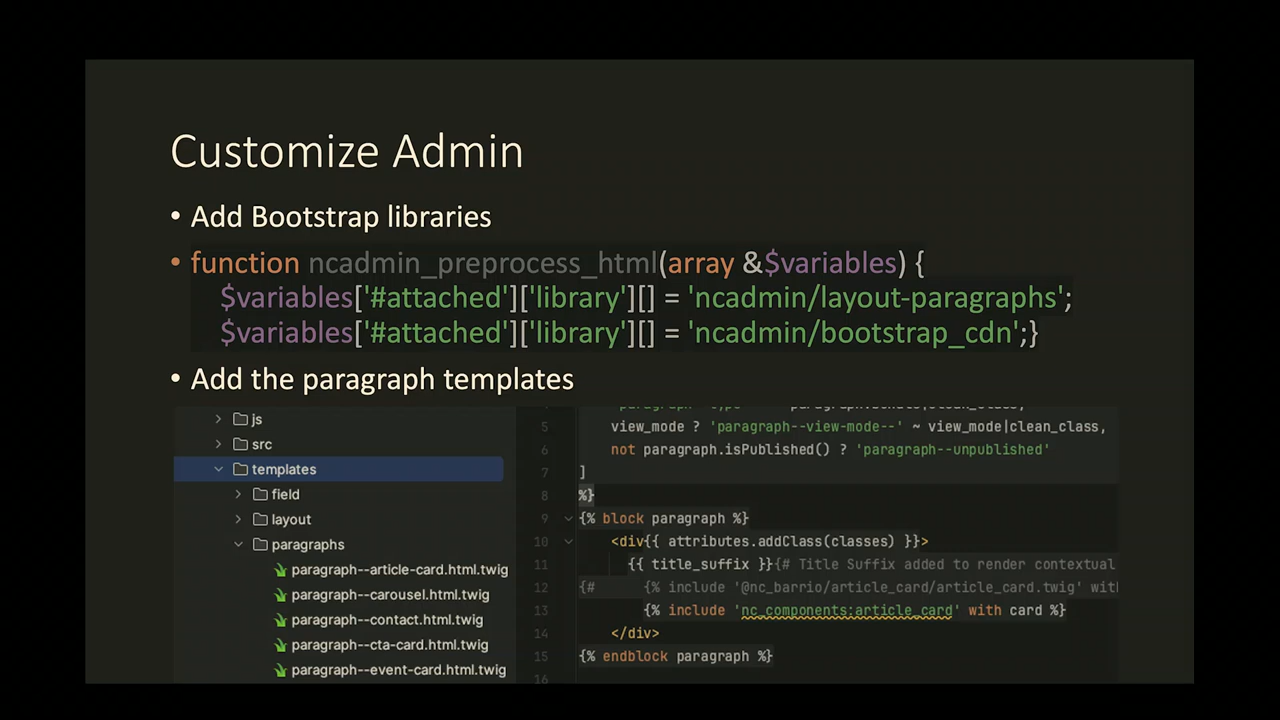 Customize Admin
• Add Bootstrap libraries
• function ncadmin_preprocess_html(array &$variables) {
$variables['#attached']['library'][] = 'ncadmin/layout-paragraphs';
$variables['#attached']['library'][] = 'ncadmin/bootstrap_cdn';}
• Add the paragraph templates
js
src
templates
field
layout
paragraphs
paragraph--article-card.html.twig
paragraph--carousel.html.twig
paragraph--contact.html.twig
paragraph--cta-card.html.twig
paragraph--event-card.html.twig
5 view_mode ? 'paragraph--view-mode--' ~ view_mode|clean_class,
6 not paragraph.isPublished() ? 'paragraph--unpublished'
7 ]
8 %}
9 {% block paragraph %}
10 <div{{ attributes.addClass(classes) }}>
11 {{ title_suffix }}{# Title Suffix added to render contextual
12 {# {% include '@nc_barrio/article_card/article_card.twig' with
13 {% include 'nc_components:article_card' with card %}
14 </div>
15 {% endblock paragraph %}
16